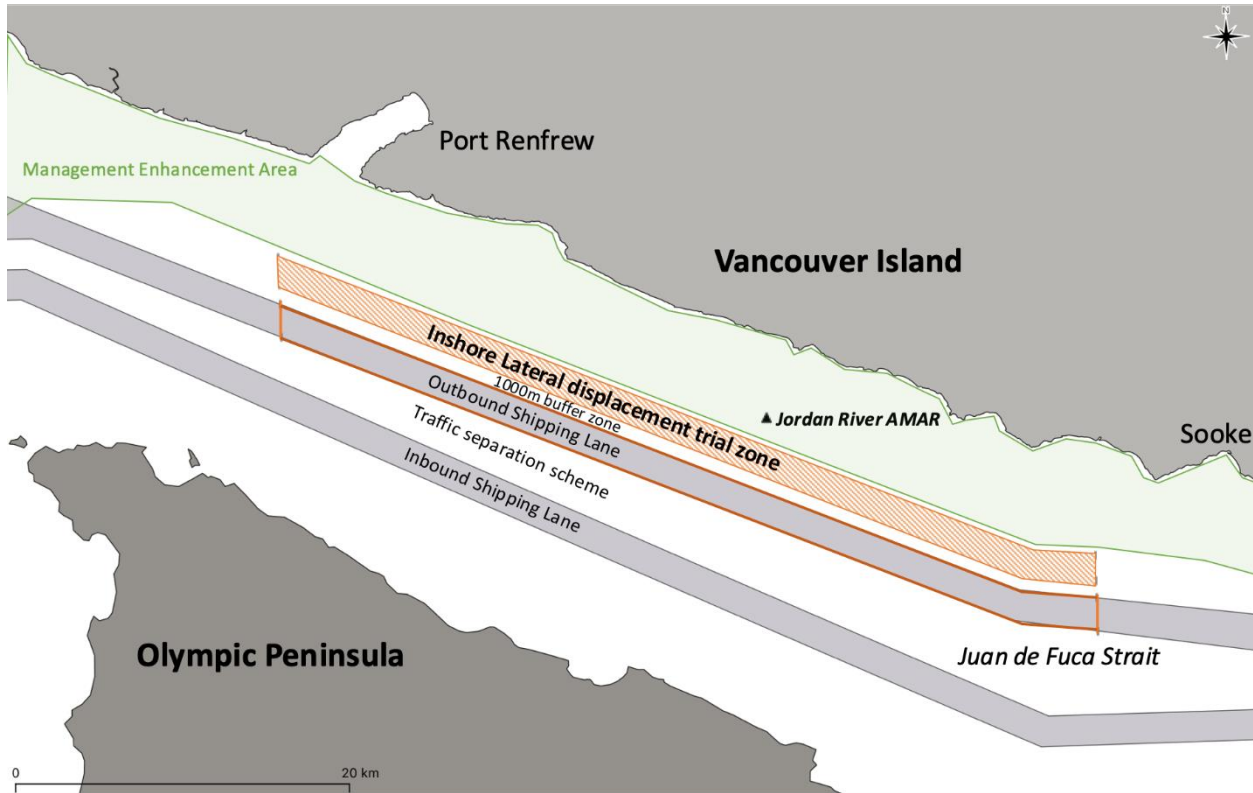 N
Port Renfrew
Management Enhancement Area
Vancouver Island
Inshore Lateral displacement trial zone
1000m buffer zone
Outbound Shipping Lane
Jordan River AMAR
Traffic separation scheme
Sooke
Inbound Shipping Lane
Olympic Peninsula
Juan de Fuca Strait
0
20 km